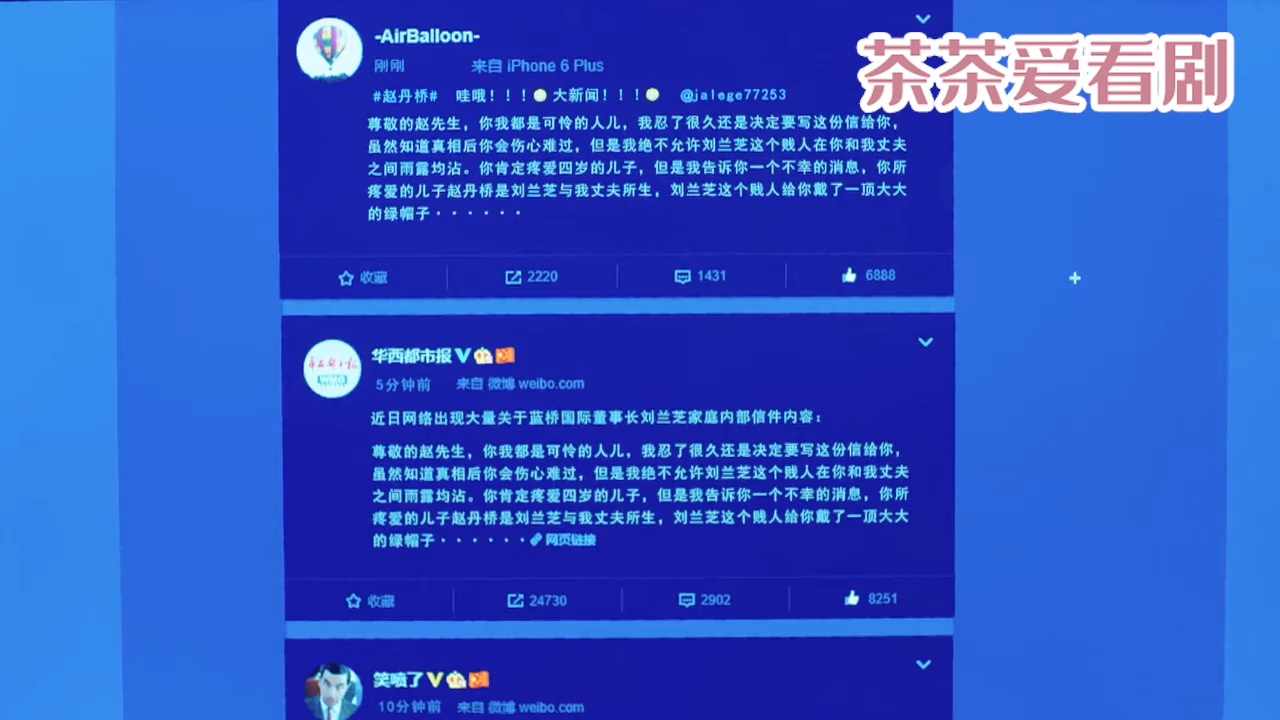 茶茶爱看剧
-AirBalloon-
刚刚 来自 iPhone 6 Plus
#赵丹桥# 哇哦！！！ 大新闻！！！ @jalege77253
尊敬的赵先生，你我都是可怜的人儿，我忍了很久还是决定要写这份信给你，
虽然知道真相后你会伤心难过，但是我绝不允许刘兰芝这个贱人在你和我丈夫
之间雨露均沾。你肯定疼爱四岁的儿子，但是我告诉你一个不幸的消息，你所
疼爱的儿子赵丹桥是刘兰芝与我丈夫所生，刘兰芝这个贱人给你戴了一顶大大
的绿帽子······
收藏 2220 1431 6888
华西都市报
5分钟前 来自 微博 weibo.com
近日网络出现大量关于蓝桥国际董事长刘兰芝家庭内部信件内容：
尊敬的赵先生，你我都是可怜的人儿，我忍了很久还是决定要写这份信给你，
虽然知道真相后你会伤心难过，但是我绝不允许刘兰芝这个贱人在你和我丈夫
之间雨露均沾。你肯定疼爱四岁的儿子，但是我告诉你一个不幸的消息，你所
疼爱的儿子赵丹桥是刘兰芝与我丈夫所生，刘兰芝这个贱人给你戴了一顶大大
的绿帽子······网页链接
收藏 24730 2902 8251
笑喷了
10分钟前 来自 微博 weibo.com